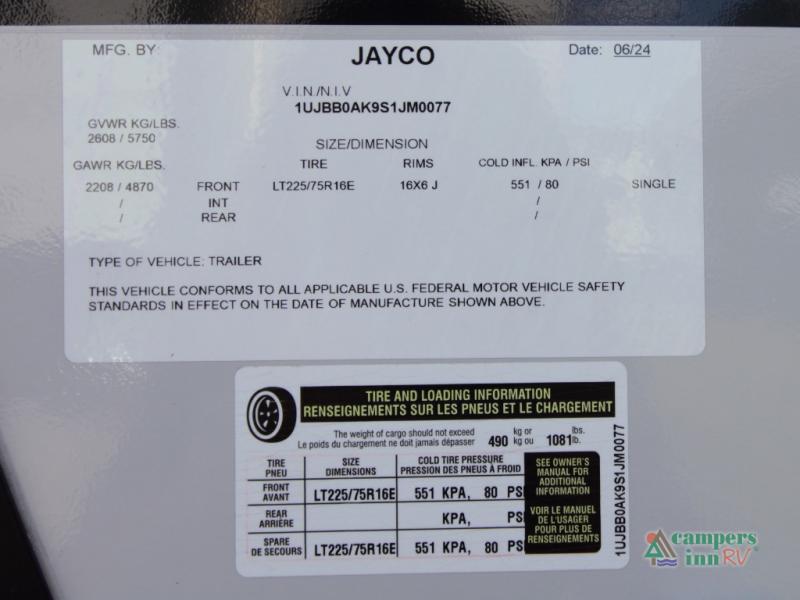 MFG. BY: JAYCO Date: 06/24
V.I.N./N.I.V
1UJBB0AK9S1JM0077
GVWR KG/LBS.
2608 / 5750
SIZE/DIMENSION
GAWR KG/LBS. TIRE RIMS COLD INFL. KPA / PSI
2208 / 4870 FRONT LT225/75R16E 16X6 J 551 / 80 SINGLE
/ INT /
/ REAR /
TYPE OF VEHICLE: TRAILER
THIS VEHICLE CONFORMS TO ALL APPLICABLE U.S. FEDERAL MOTOR VEHICLE SAFETY
STANDARDS IN EFFECT ON THE DATE OF MANUFACTURE SHOWN ABOVE.
TIRE AND LOADING INFORMATION
RENSEIGNEMENTS SUR LES PNEUS ET LE CHARGEMENT
The weight of cargo should not exceed kg or lbs.
Le poids du chargement ne doit jamais dépasser 490 kg ou 1081 lb.
TIRE SIZE COLD TIRE PRESSURE
PNEU DIMENSIONS PRESSION DES PNEUS À FROID
FRONT
AVANT LT225/75R16E 551 KPA, 80 PSI
REAR
ARRIÈRE KPA, PSI
SPARE
DE SECOURS LT225/75R16E 551 KPA, 80 PSI
SEE OWNER'S
MANUAL FOR
ADDITIONAL
INFORMATION
VOIR LE MANUEL
DE L'USAGER
POUR PLUS DE
RENSEIGNEMENTS
1UJBB0AK9S1JM0077
campers
inn RV